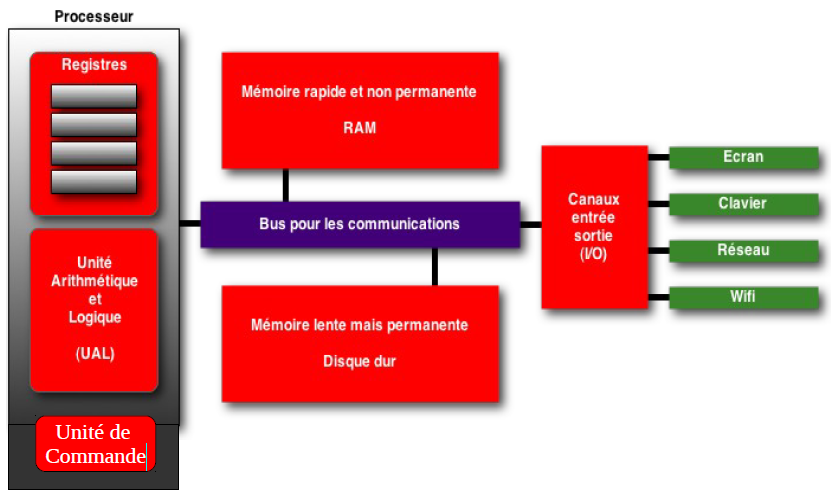 Processeur
Registres
Unité
Arithmétique
et
Logique
(UAL)
Unité de
Commande
Mémoire rapide et non permanente
RAM
Bus pour les communications
Mémoire lente mais permanente
Disque dur
Canaux
entrée
sortie
(I/O)
Ecran
Clavier
Réseau
Wifi